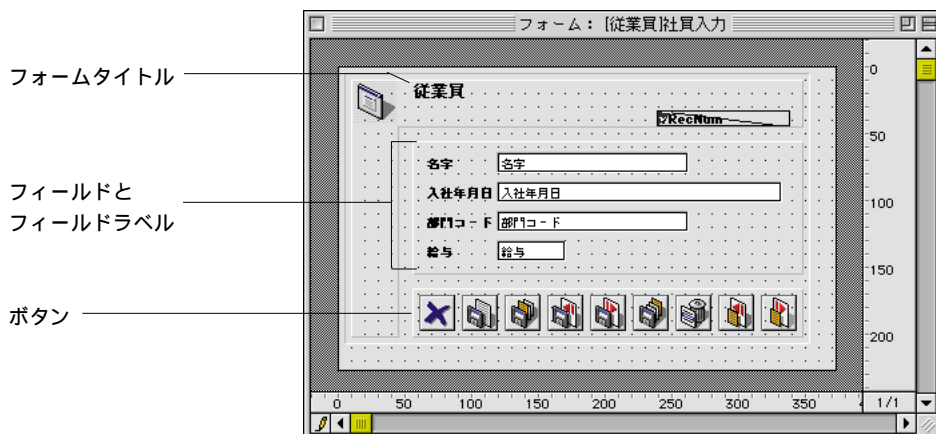 フォーム： [従業員]社員入力
フォームタイトル
従業員
vRecNum
0
50
100
150
200
名字 名字
入社年月日 入社年月日
部門コード 部門コード
給与 給与
フィールドと
フィールドラベル
ボタン
0 50 100 150 200 250 300 350 4
1/1